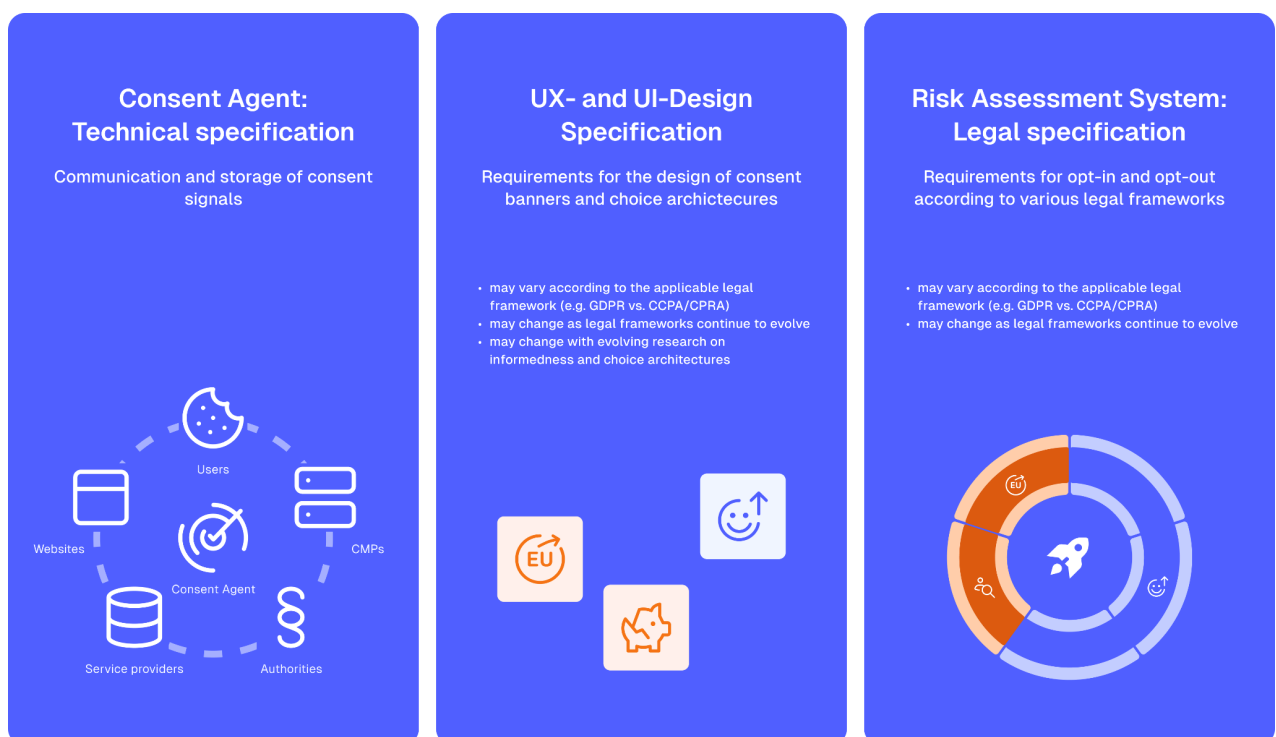 Consent Agent:
Technical specification
Communication and storage of consent
signals
Users
Websites
CMPs
Consent Agent
Service providers
Authorities
UX- and UI-Design
Specification
Requirements for the design of consent
banners and choice archictecures
• may vary according to the applicable legal
framework (e.g. GDPR vs. CCPA/CPRA)
• may change as legal frameworks continue to evolve
• may change with evolving research on
informedness and choice architectures
EU
Risk Assessment System:
Legal specification
Requirements for opt-in and opt-out
according to various legal frameworks
• may vary according to the applicable legal
framework (e.g. GDPR vs. CCPA/CPRA)
• may change as legal frameworks continue to evolve
EU